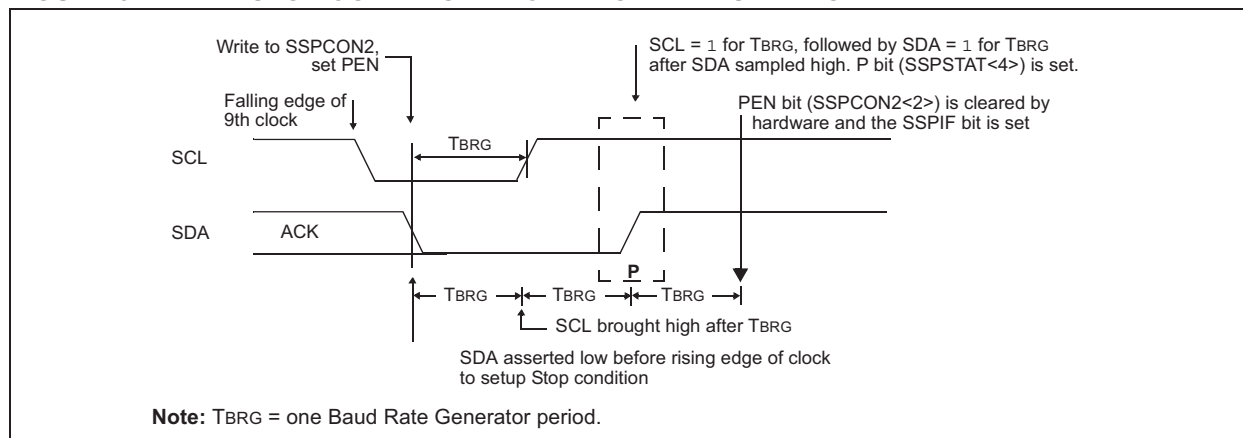 Write to SSPCON2,
set PEN
SCL = 1 for TBRG, followed by SDA = 1 for TBRG
after SDA sampled high. P bit (SSPSTAT<4>) is set.
Falling edge of
9th clock
PEN bit (SSPCON2<2>) is cleared by
hardware and the SSPIF bit is set
SCL
TBRG
SDA
ACK
P
TBRG
TBRG
TBRG
SCL brought high after TBRG
SDA asserted low before rising edge of clock
to setup Stop condition
Note: TBRG = one Baud Rate Generator period.